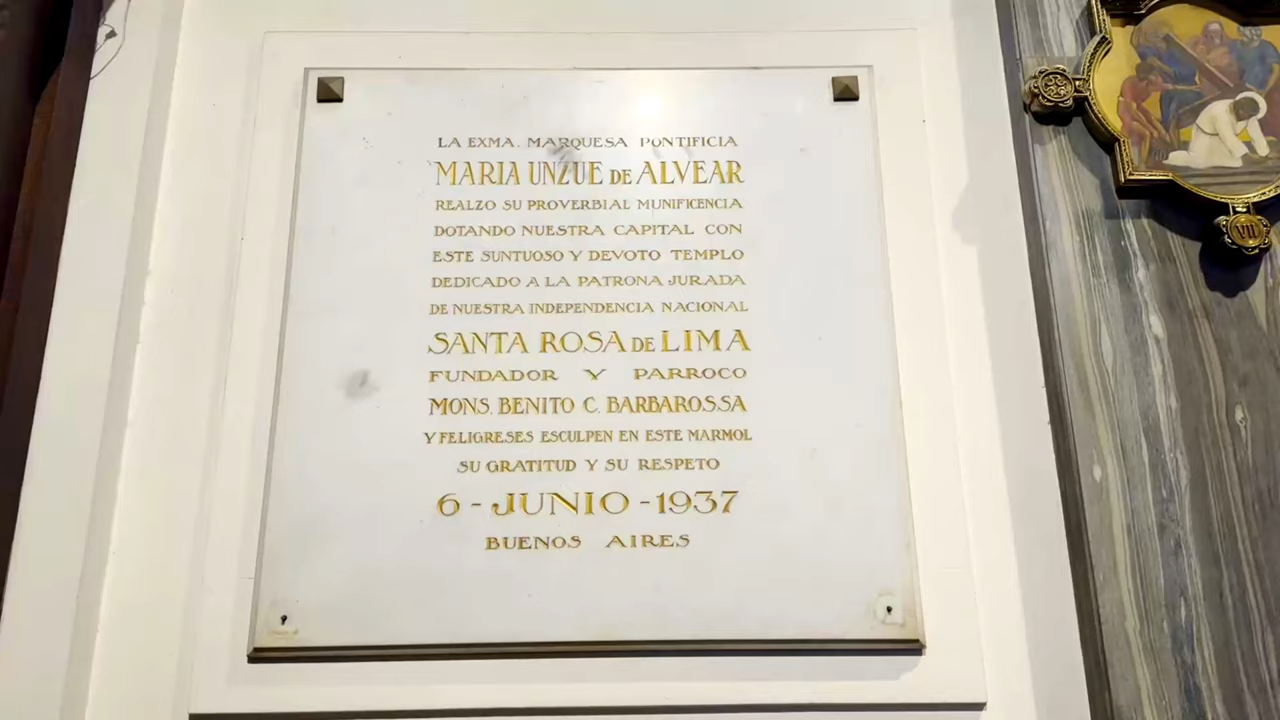 LA EXMA. MARQUESA PONTIFICIA
MARIA UNZUE DE ALVEAR
REALZO SU PROVERBIAL MUNIFICENCIA
DOTANDO NUESTRA CAPITAL CON
ESTE SUNTUOSO Y DEVOTO TEMPLO
DEDICADO A LA PATRONA JURADA
DE NUESTRA INDEPENDENCIA NACIONAL
SANTA ROSA DE LIMA
FUNDADOR Y PARROCO
MONS. BENITO C. BARBAROSSA
Y FELIGRESES ESCULPEN EN ESTE MARMOL
SU GRATITUD Y SU RESPETO
6 - JUNIO - 1937
BUENOS AIRES
VII